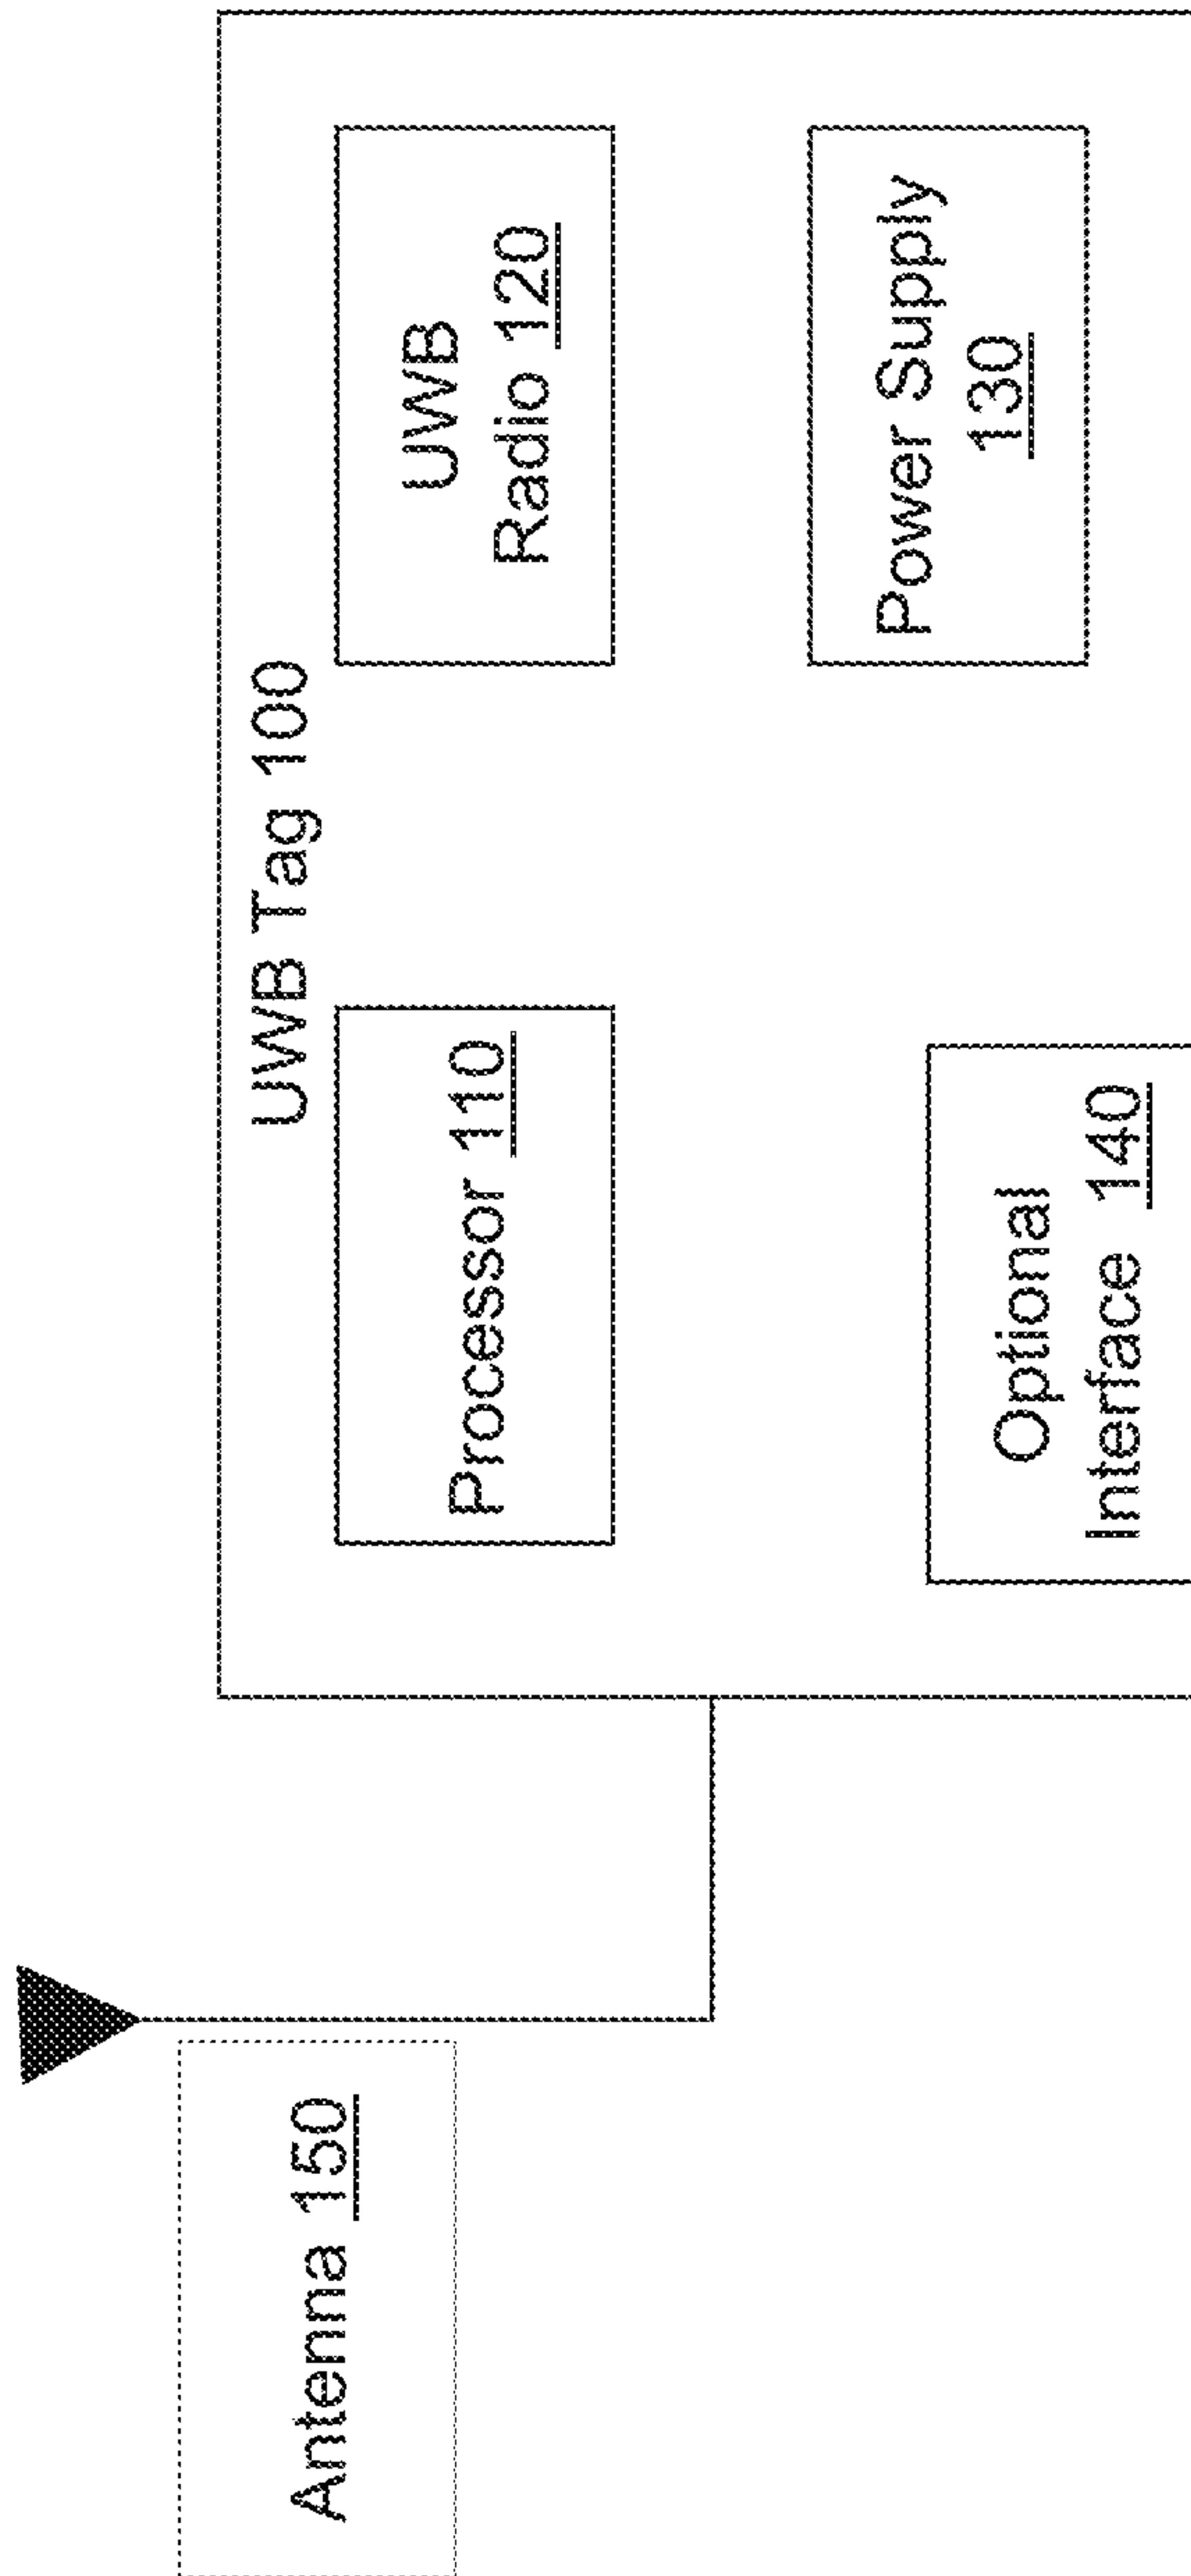 UWB Tag 100
Processor 110
UWB
Radio 120
Optional
Interface 140
Power Supply
130
Antenna 150